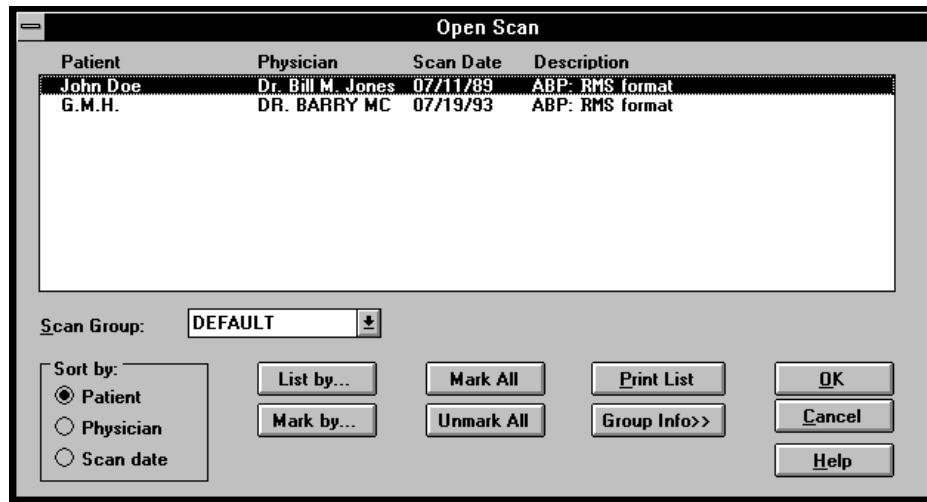 Open Scan
Patient Physician Scan Date Description
John Doe Dr. Bill M. Jones 07/11/89 ABP: RMS format
G.M.H. DR. BARRY MC 07/19/93 ABP: RMS format
Scan Group: DEFAULT
Sort by:
Patient
Physician
Scan date
List by... Mark All Print List OK
Mark by... Unmark All Group Info>> Cancel
Help